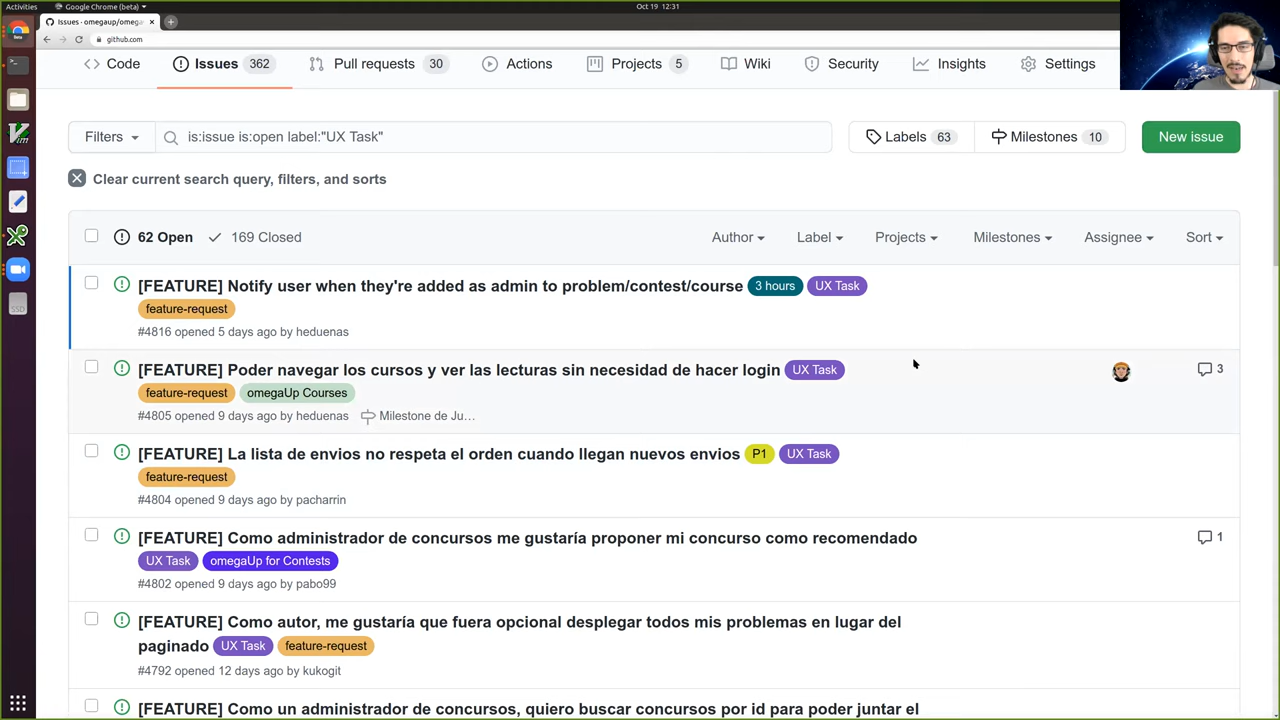 Activities
Google Chrome (beta)
Oct 19 12:31
Issues · omegaup/omega
github.com
Code
Issues 362
Pull requests 30
Actions
Projects 5
Wiki
Security
Insights
Settings
Filters
is:issue is:open label:"UX Task"
Labels 63
Milestones 10
New issue
Clear current search query, filters, and sorts
62 Open
169 Closed
Author
Label
Projects
Milestones
Assignee
Sort
[FEATURE] Notify user when they're added as admin to problem/contest/course 3 hours UX Task
feature-request
#4816 opened 5 days ago by heduenas
[FEATURE] Poder navegar los cursos y ver las lecturas sin necesidad de hacer login UX Task
3
feature-request omegaUp Courses
#4805 opened 9 days ago by heduenas Milestone de Ju…
[FEATURE] La lista de envios no respeta el orden cuando llegan nuevos envios P1 UX Task
feature-request
#4804 opened 9 days ago by pacharrin
[FEATURE] Como administrador de concursos me gustaría proponer mi concurso como recomendado
1
UX Task omegaUp for Contests
#4802 opened 9 days ago by pabo99
[FEATURE] Como autor, me gustaría que fuera opcional desplegar todos mis problemas en lugar del
paginado UX Task feature-request
#4792 opened 12 days ago by kukogit
[FEATURE] Como un administrador de concursos, quiero buscar concursos por id para poder juntar el
SSD